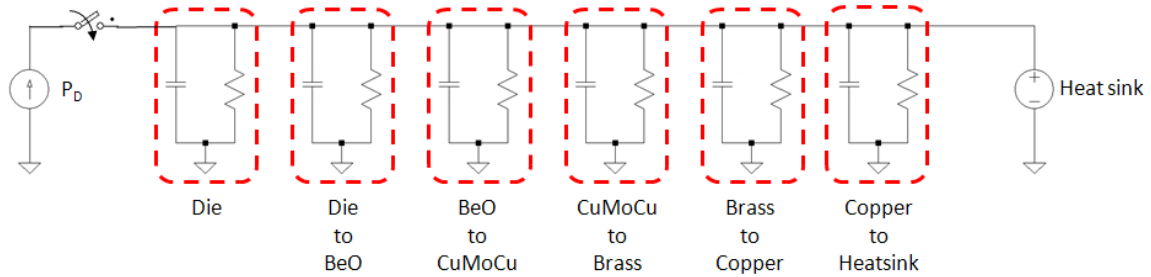 P_D
Heat sink
Die
Die
to
BeO
BeO
to
CuMoCu
CuMoCu
to
Brass
Brass
to
Copper
Copper
to
Heatsink